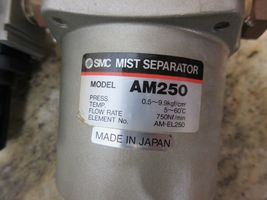 SMC MIST SEPARATOR
MODEL AM250
PRESS. 0.5~9.9kgf/cm²
TEMP. 5~60℃
FLOW RATE 750Nℓ/min
ELEMENT No. AM-EL250
MADE IN JAPAN